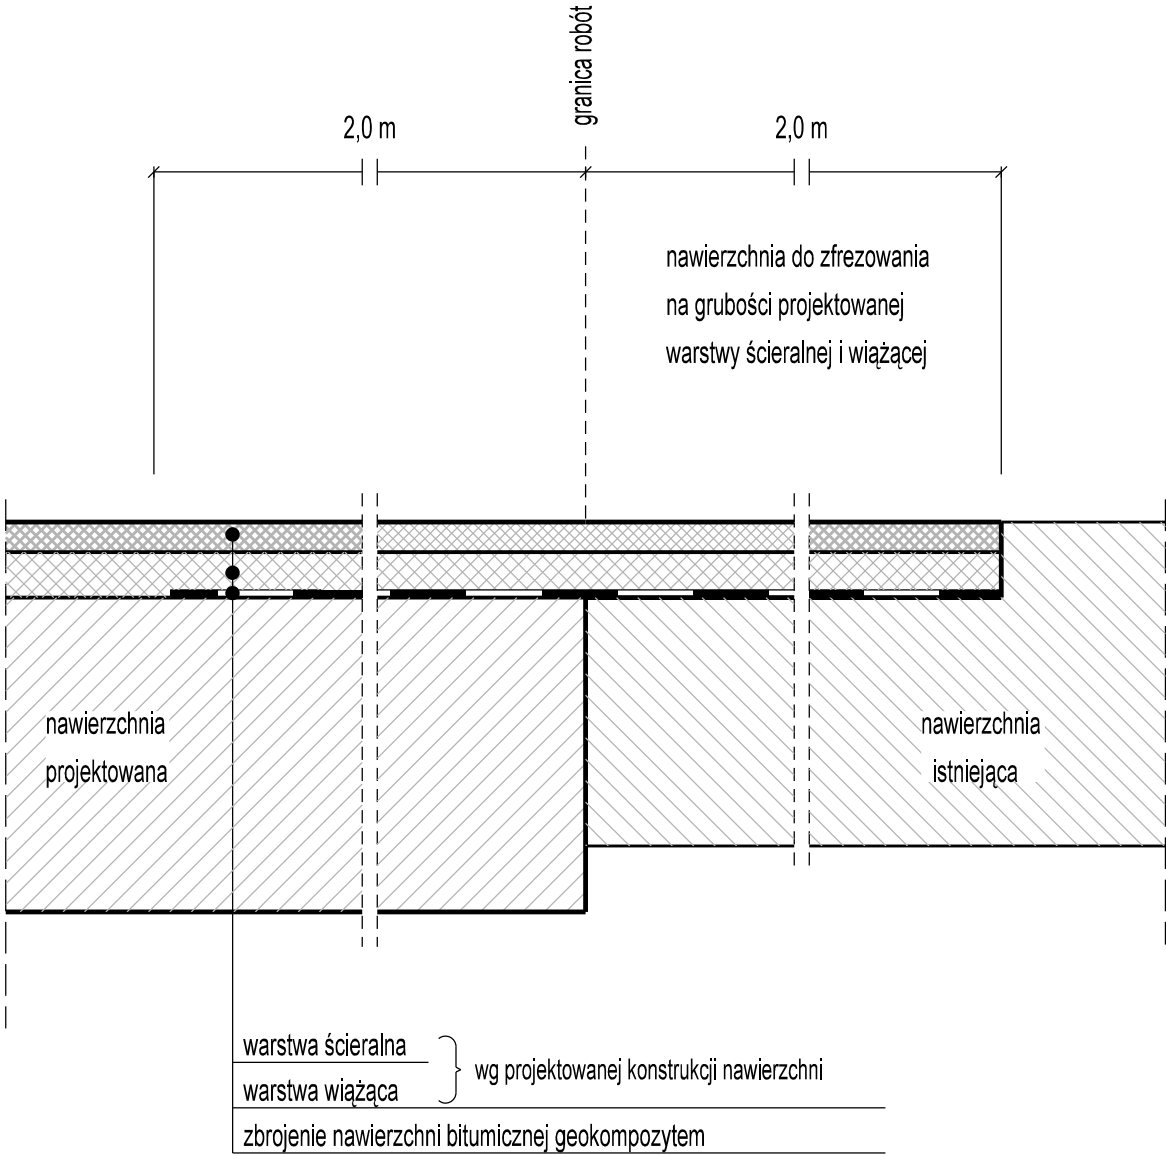 granica robót
2,0 m
2,0 m
nawierzchnia do zfrezowania
na grubości projektowanej
warstwy ścieralnej i wiążącej
nawierzchnia
projektowana
nawierzchnia
istniejąca
warstwa ścieralna
warstwa wiążąca
wg projektowanej konstrukcji nawierzchni
zbrojenie nawierzchni bitumicznej geokompozytem